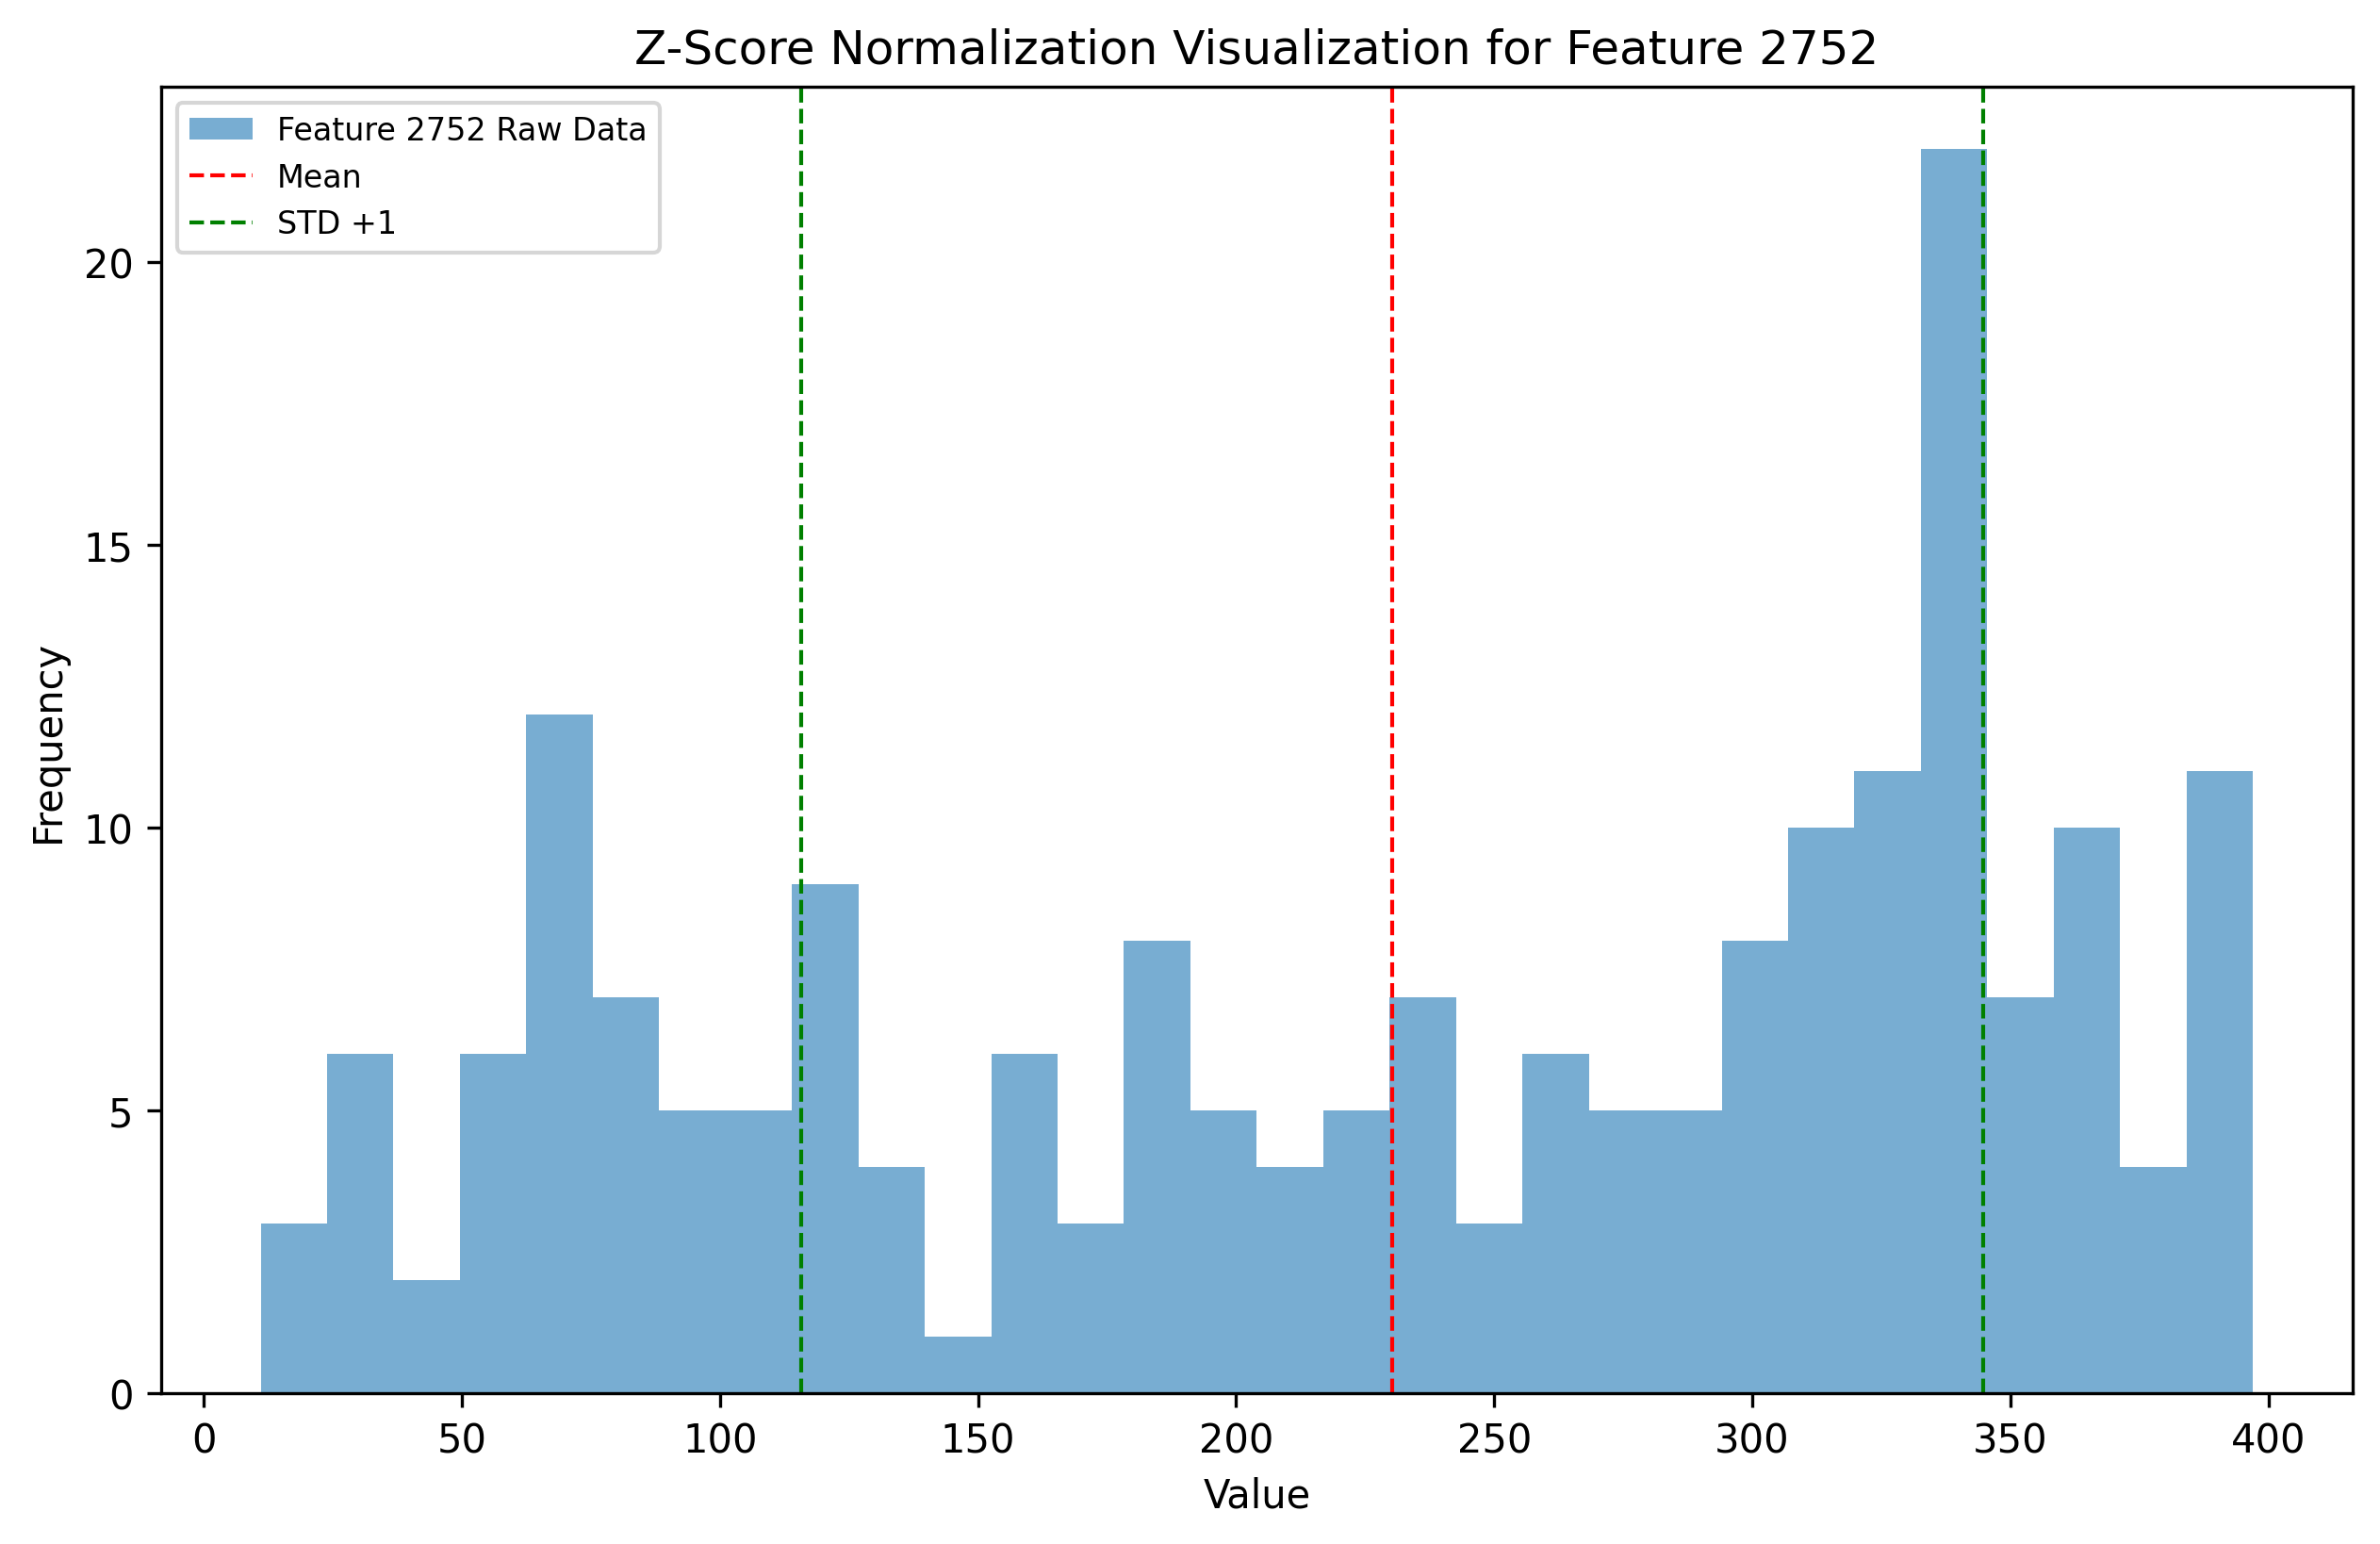 Z-Score Normalization Visualization for Feature 2752
Feature 2752 Raw Data
Mean
STD +1
20
15
10
5
0
Frequency
0 50 100 150 200 250 300 350 400
Value